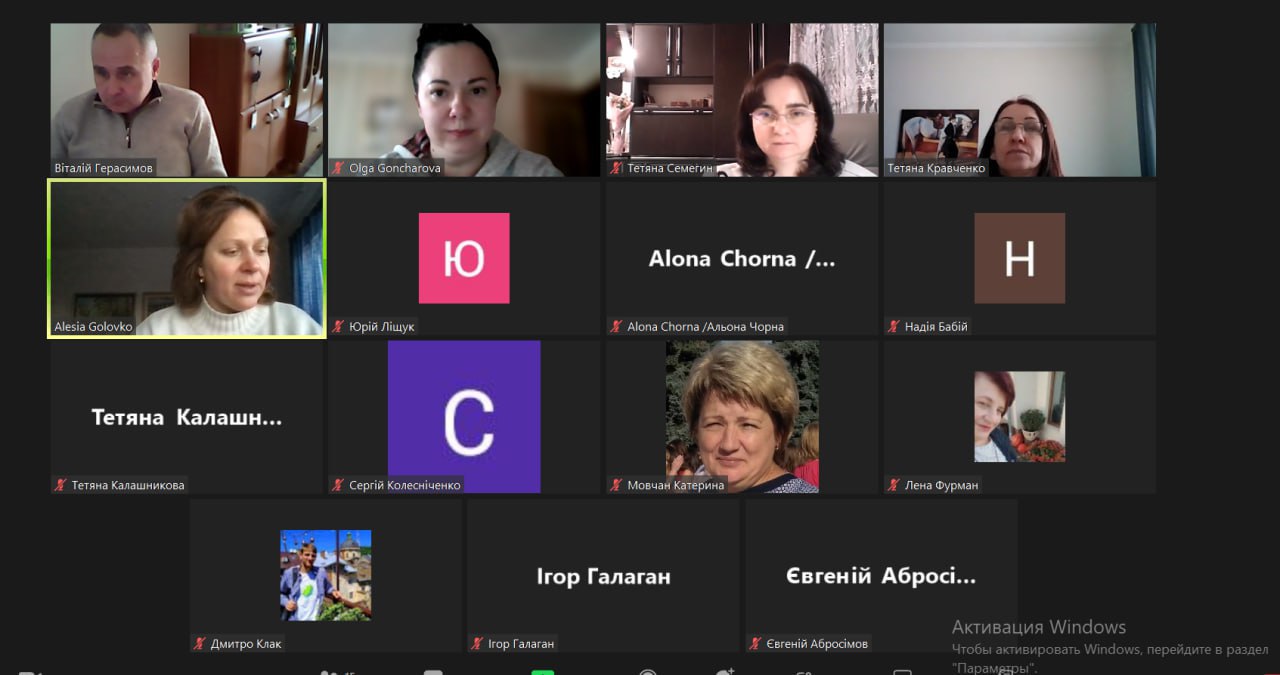 Віталій Герасимов
Olga Goncharova
Тетяна Семегин
Тетяна Кравченко
Alesia Golovko
Ю
Юрій Ліщук
Alona Chorna /...
Alona Chorna /Альона Чорна
Н
Надія Бабій
Тетяна Калашн...
Тетяна Калашникова
С
Сергій Колесніченко
Мовчан Катерина
Лена Фурман
Дмитро Клак
Ігор Галаган
Ігор Галаган
Євгеній Абросі...
Євгеній Абросімов
Активация Windows
Чтобы активировать Windows, перейдите в раздел
"Параметры".